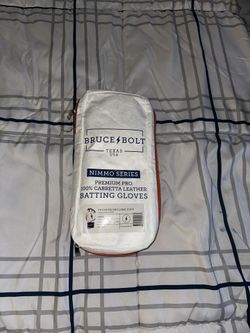 BRUCE BOLT
TEXAS
USA
NIMMO SERIES
PREMIUM PRO
100% CABRETTA LEATHER
BATTING GLOVES